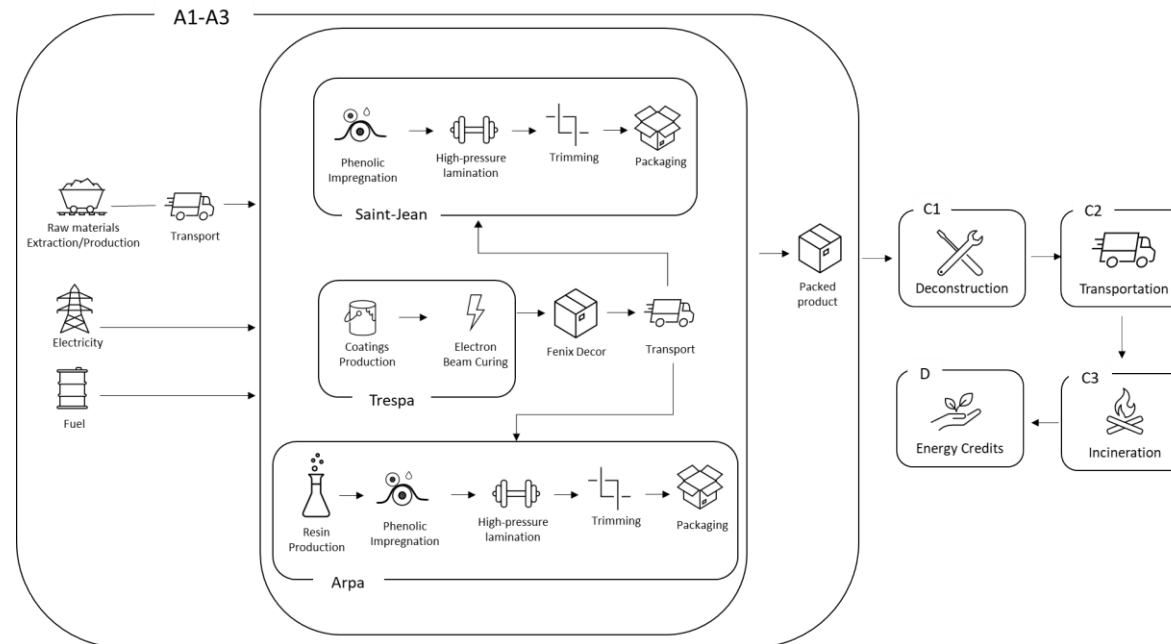 A1-A3
Phenolic
Impregnation
High-pressure
lamination
Trimming
Packaging
Saint-Jean
Raw materials
Extraction/Production
Transport
Electricity
Fuel
Coatings
Production
Electron
Beam Curing
Trespa
Fenix Decor
Transport
Resin
Production
Phenolic
Impregnation
High-pressure
lamination
Trimming
Packaging
Arpa
Packed
product
C1
Deconstruction
C2
Transportation
D
Energy Credits
C3
Incineration